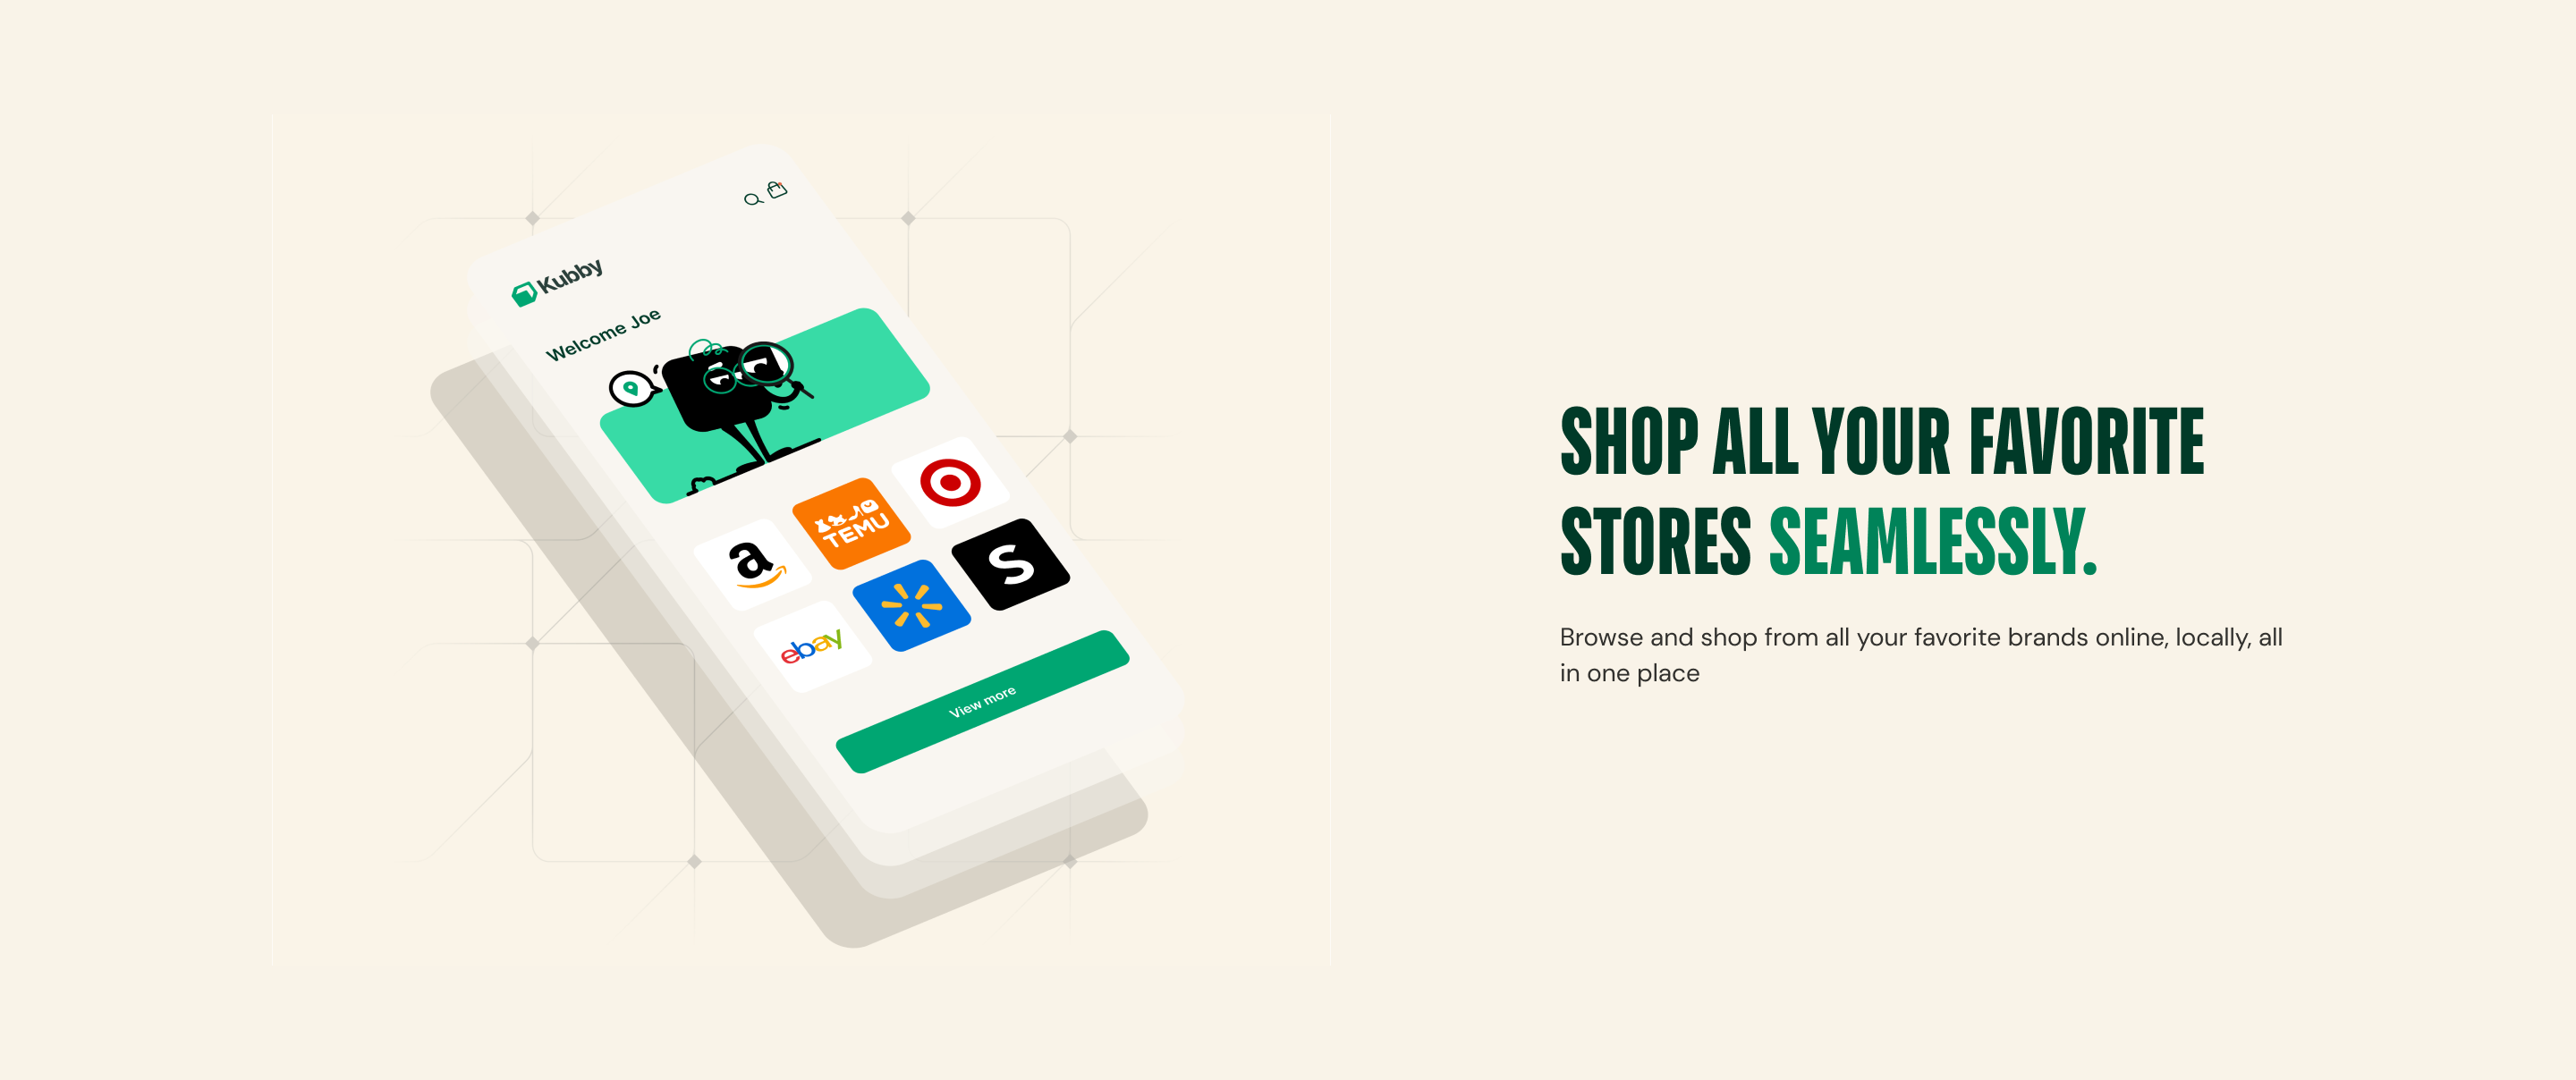 Kubby
Welcome Joe
TEMU
a
S
ebay
View more
SHOP ALL YOUR FAVORITE
STORES SEAMLESSLY.
Browse and shop from all your favorite brands online, locally, all
in one place